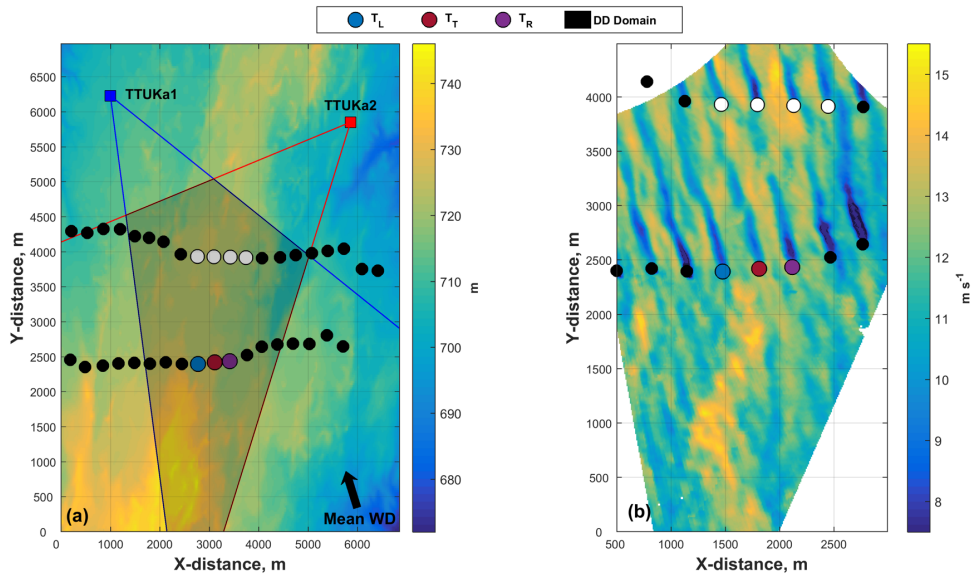 T_L T_T T_R DD Domain
TTUKa1
TTUKa2
Mean WD
(a)
Y-distance, m
6500
6000
5500
5000
4500
4000
3500
3000
2500
2000
1500
1000
500
0
0 1000 2000 3000 4000 5000 6000
X-distance, m
740
730
720
710
700
690
680
m
(b)
Y-distance, m
4000
3500
3000
2500
2000
1500
1000
500
0
500 1000 1500 2000 2500
X-distance, m
15
14
13
12
11
10
9
8
m s⁻¹